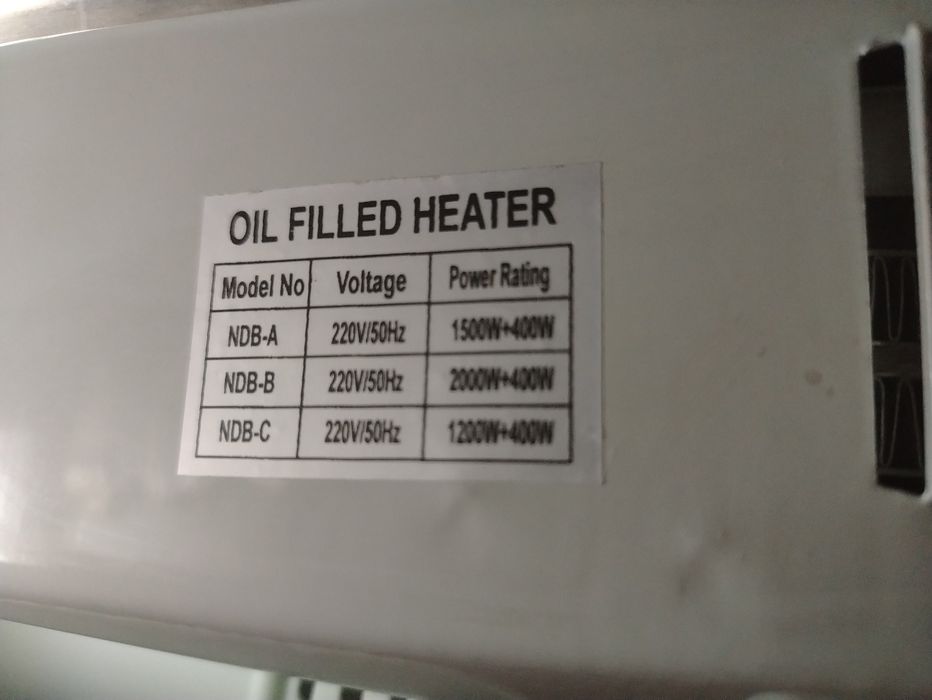 OIL FILLED HEATER
Model No Voltage Power Rating
NDB-A 220V/50Hz 1500W+400W
NDB-B 220V/50Hz 2000W+400W
NDB-C 220V/50Hz 1200W+400W